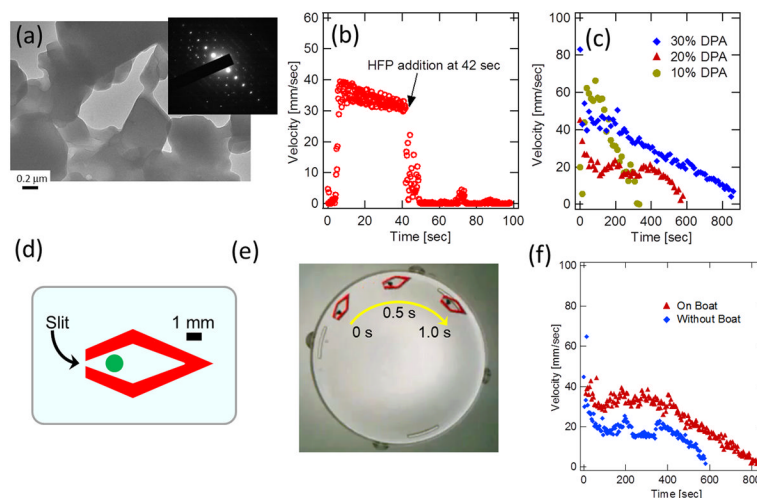 (a)
0.2 µm
(b)
60
50
40
30
20
10
0
Velocity [mm/sec]
HFP addition at 42 sec
0 20 40 60 80 100
Time [sec]
(c)
100
80
60
40
20
0
Velocity [mm/sec]
30% DPA
20% DPA
10% DPA
0 200 400 600 800
Time [sec]
(d)
Slit
1 mm
(e)
0 s
0.5 s
1.0 s
(f)
100
80
60
40
20
0
Velocity [mm/sec]
On Boat
Without Boat
0 200 400 600
Time [sec]